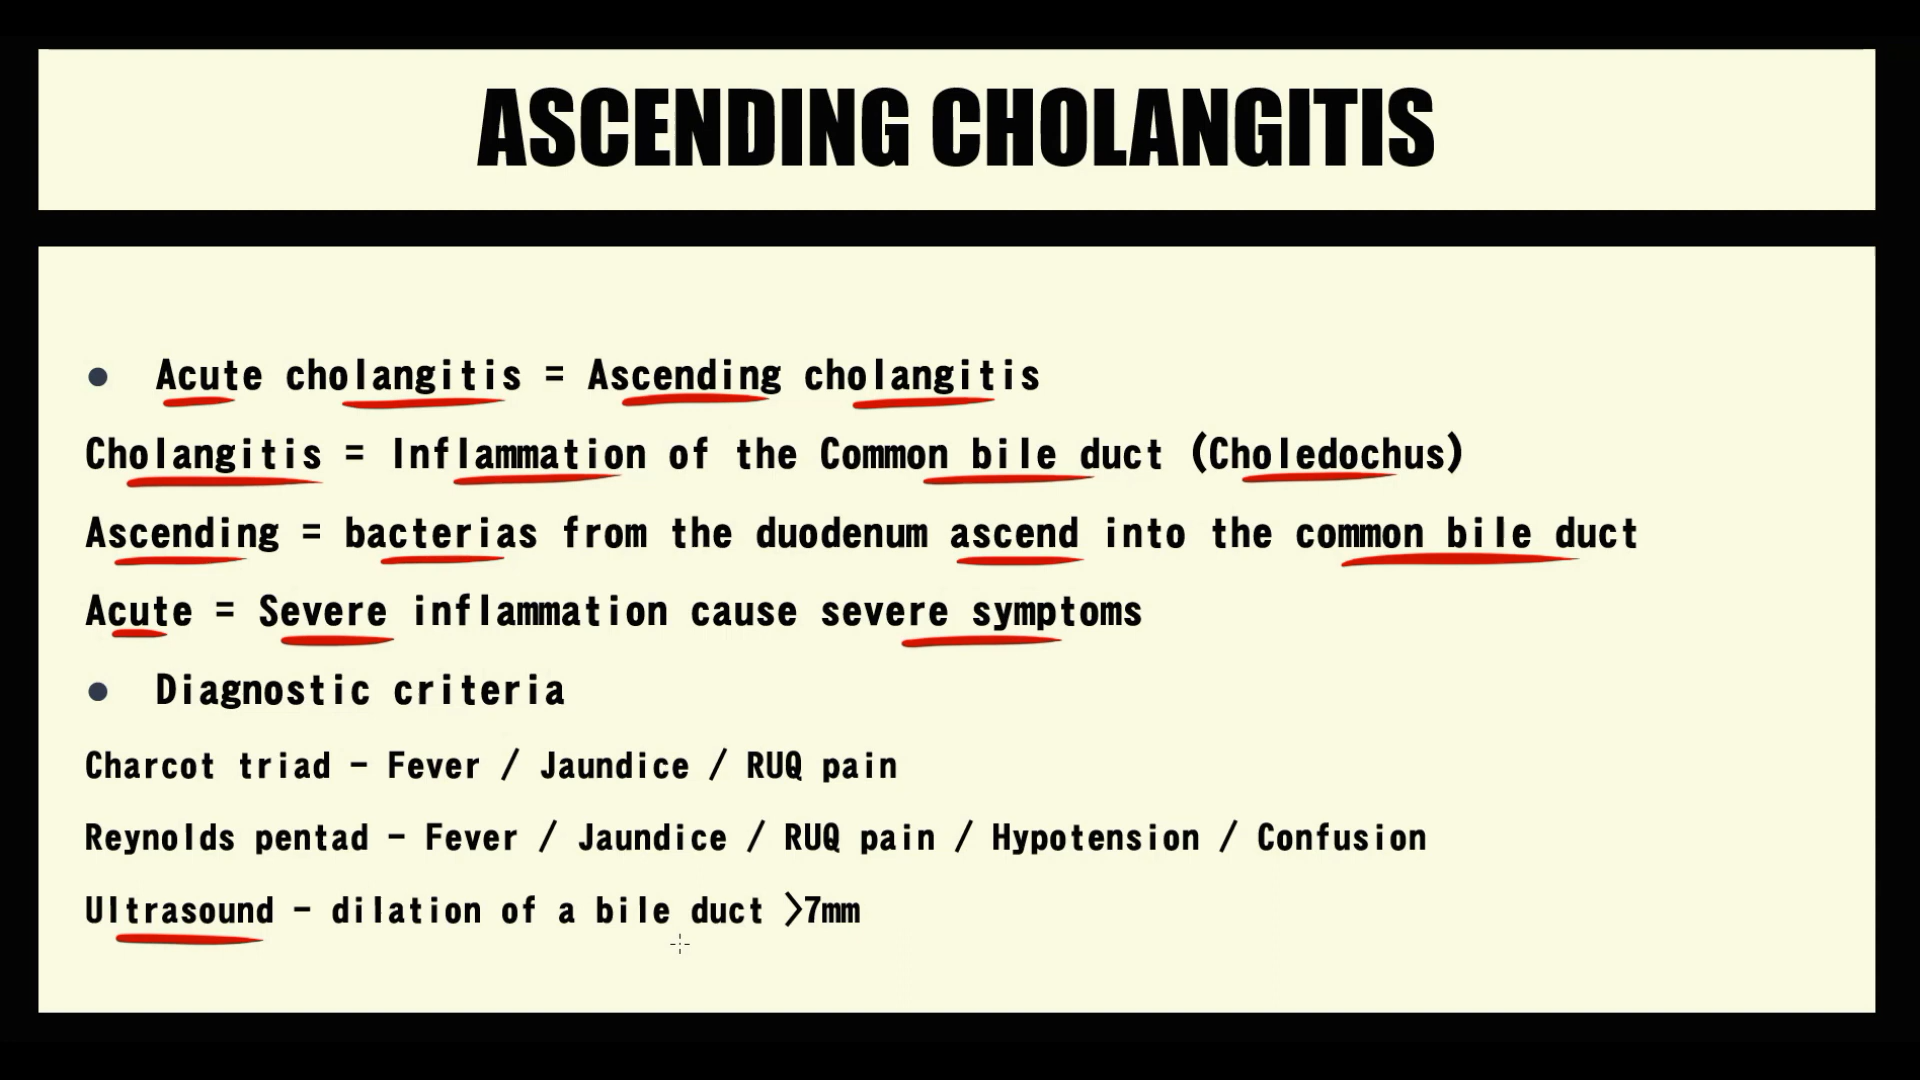 ASCENDING CHOLANGITIS
● Acute cholangitis = Ascending cholangitis
Cholangitis = Inflammation of the Common bile duct (Choledochus)
Ascending = bacterias from the duodenum ascend into the common bile duct
Acute = Severe inflammation cause severe symptoms
● Diagnostic criteria
Charcot triad – Fever / Jaundice / RUQ pain
Reynolds pentad – Fever / Jaundice / RUQ pain / Hypotension / Confusion
Ultrasound – dilation of a bile duct >7mm